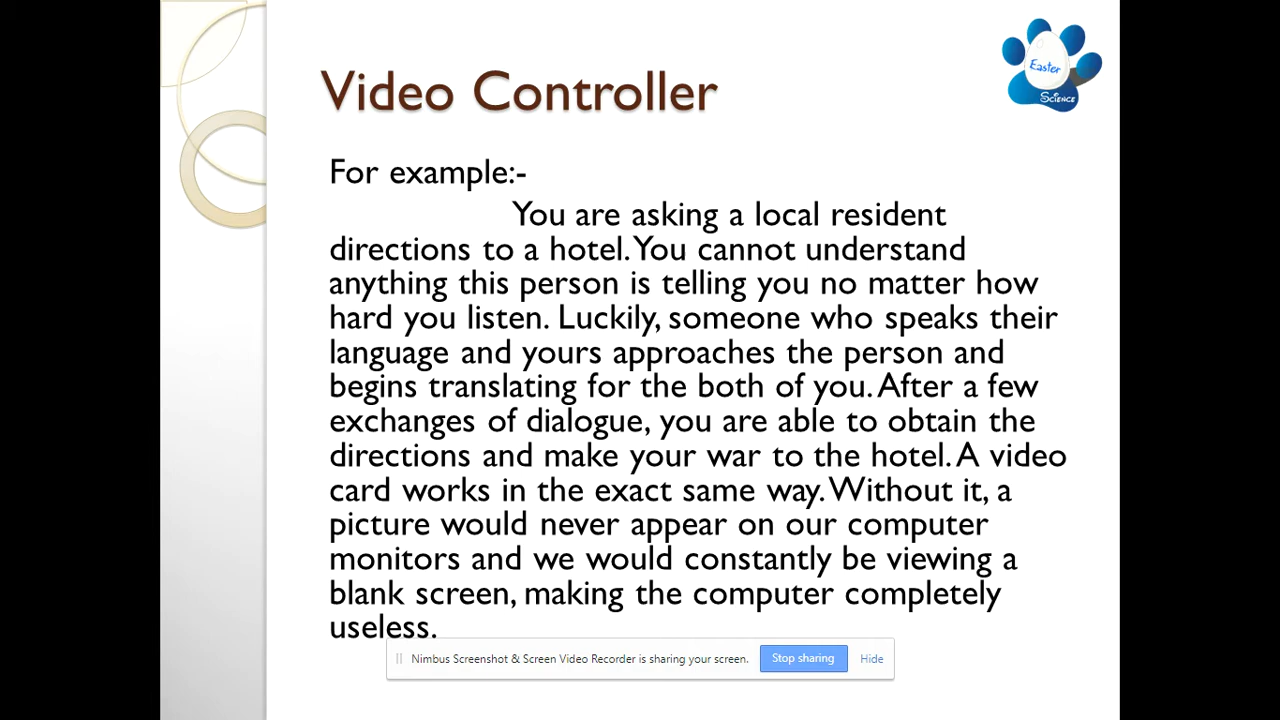 Easter
SCIENCE
Video Controller
For example:-
You are asking a local resident
directions to a hotel. You cannot understand
anything this person is telling you no matter how
hard you listen. Luckily, someone who speaks their
language and yours approaches the person and
begins translating for the both of you. After a few
exchanges of dialogue, you are able to obtain the
directions and make your war to the hotel. A video
card works in the exact same way. Without it, a
picture would never appear on our computer
monitors and we would constantly be viewing a
blank screen, making the computer completely
useless.
Nimbus Screenshot & Screen Video Recorder is sharing your screen. Stop sharing Hide